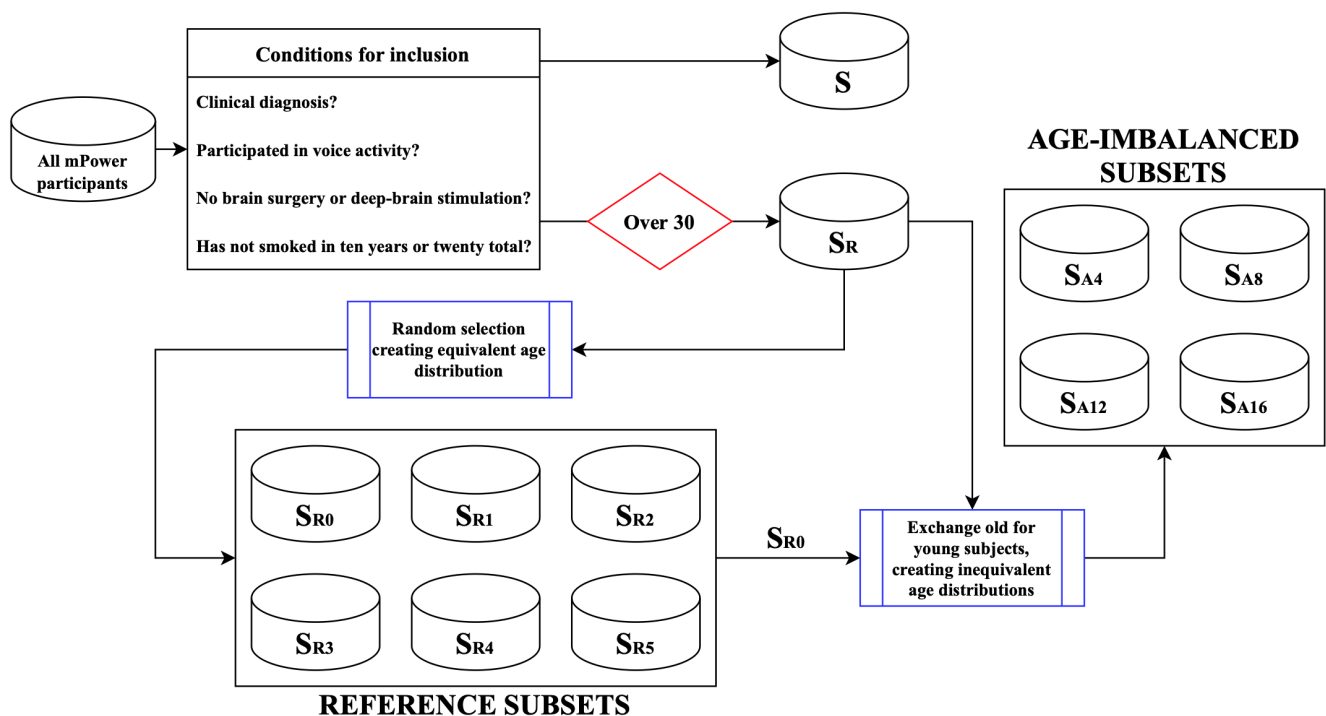 Conditions for inclusion
Clinical diagnosis?
Participated in voice activity?
No brain surgery or deep-brain stimulation?
Has not smoked in ten years or twenty total?
All mPower
participants
S
Over 30
SR
AGE-IMBALANCED
SUBSETS
SA4
SA8
SA12
SA16
Random selection
creating equivalent age
distribution
SR0
SR1
SR2
SR3
SR4
SR5
REFERENCE SUBSETS
SR0
Exchange old for
young subjects,
creating inequivalent
age distributions